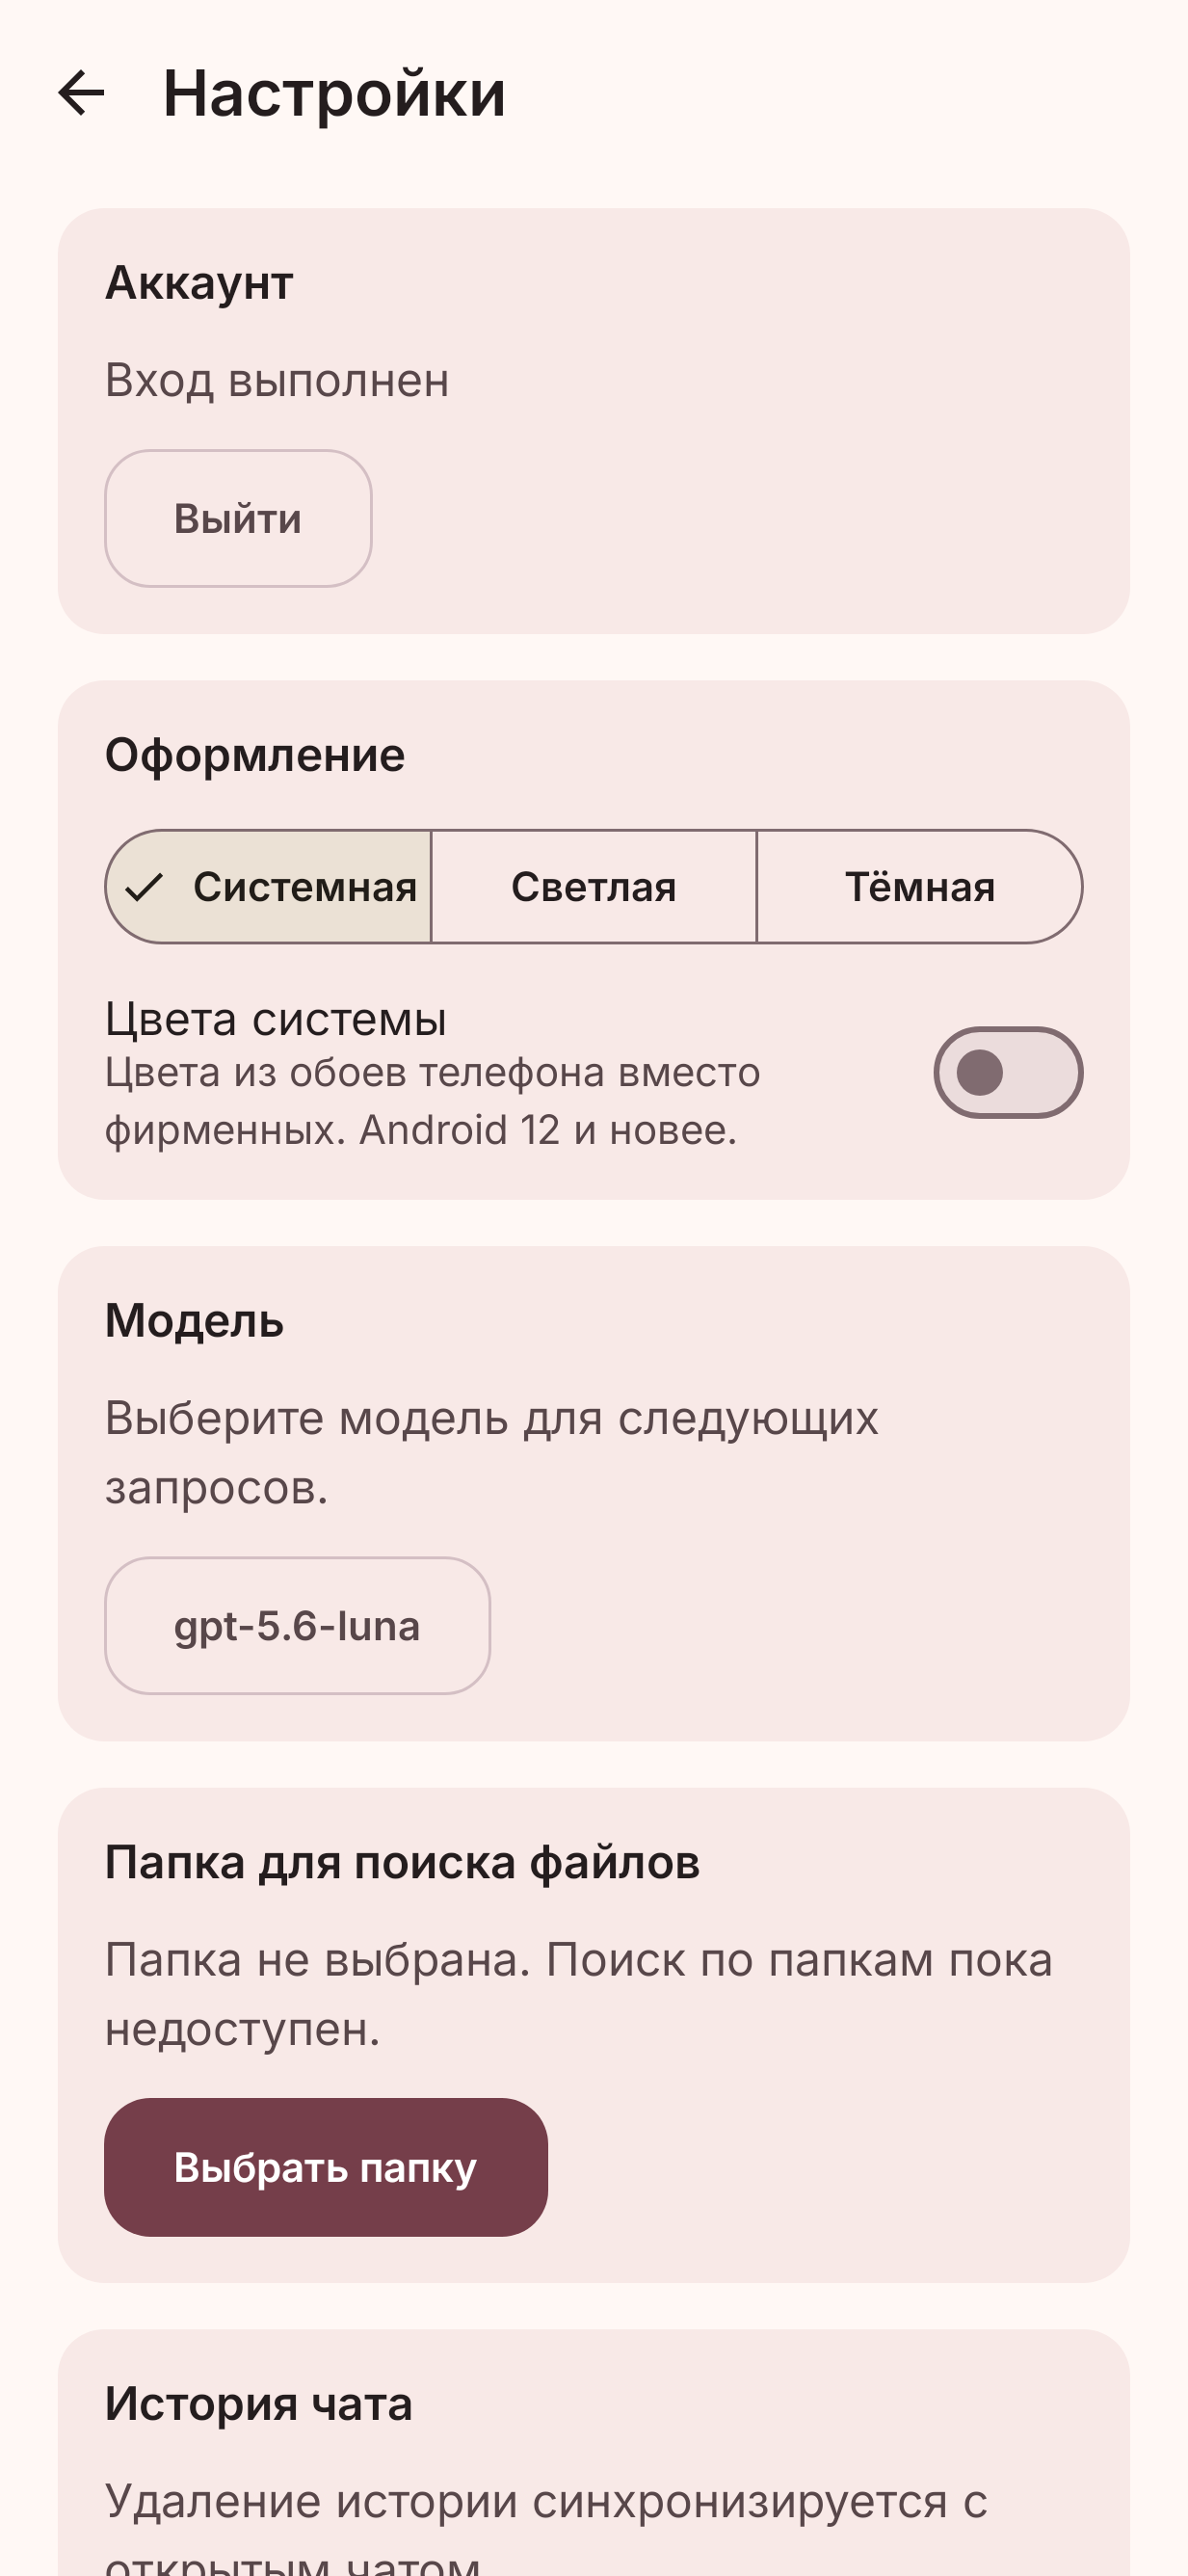 Настройки
Аккаунт
Вход выполнен
Выйти
Оформление
Системная Светлая Тёмная
Цвета системы
Цвета из обоев телефона вместо
фирменных. Android 12 и новее.
Модель
Выберите модель для следующих
запросов.
gpt-5.6-luna
Папка для поиска файлов
Папка не выбрана. Поиск по папкам пока
недоступен.
Выбрать папку
История чата
Удаление истории синхронизируется с
открытым чатом